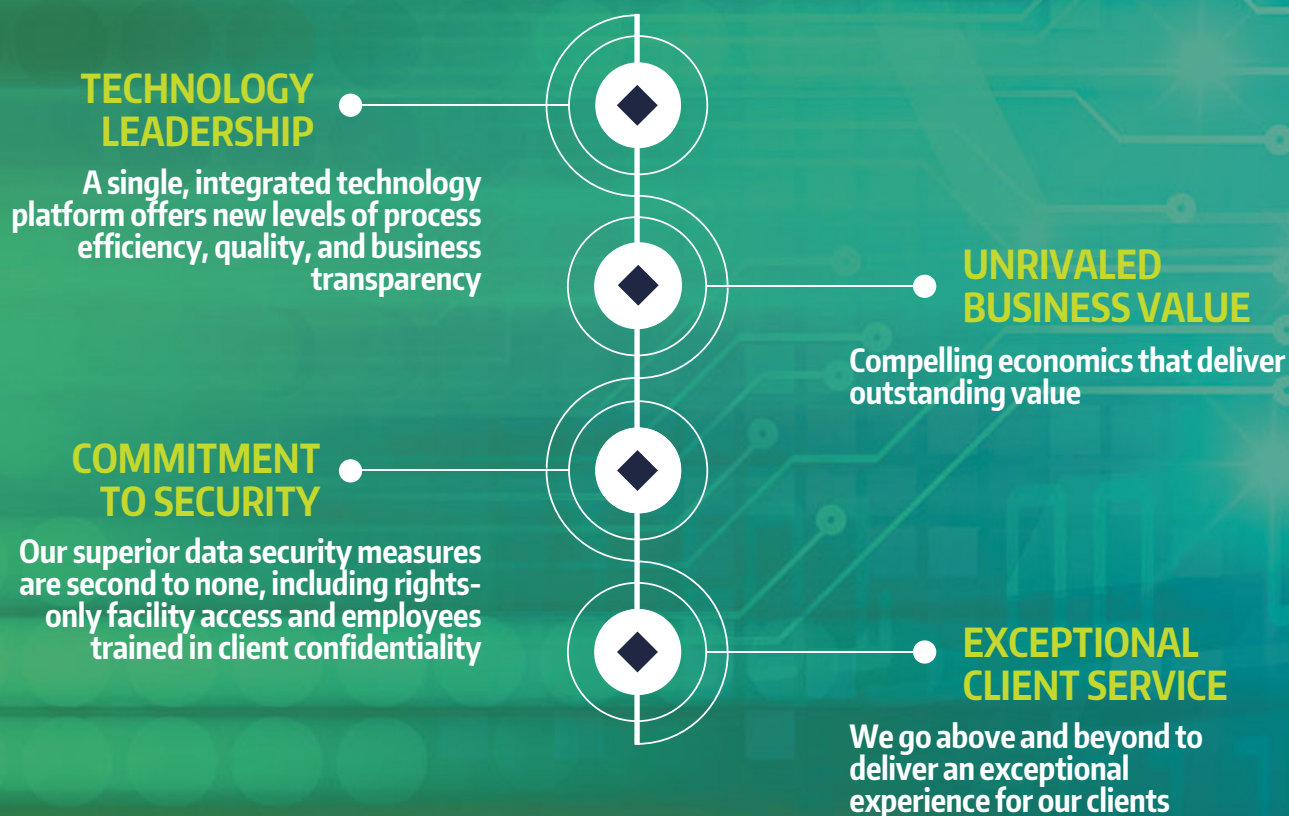 TECHNOLOGY
LEADERSHIP
A single, integrated technology
platform offers new levels of process
efficiency, quality, and business
transparency
UNRIVALED
BUSINESS VALUE
Compelling economics that deliver
outstanding value
COMMITMENT
TO SECURITY
Our superior data security measures
are second to none, including rights-
only facility access and employees
trained in client confidentiality
EXCEPTIONAL
CLIENT SERVICE
We go above and beyond to
deliver an exceptional
experience for our clients